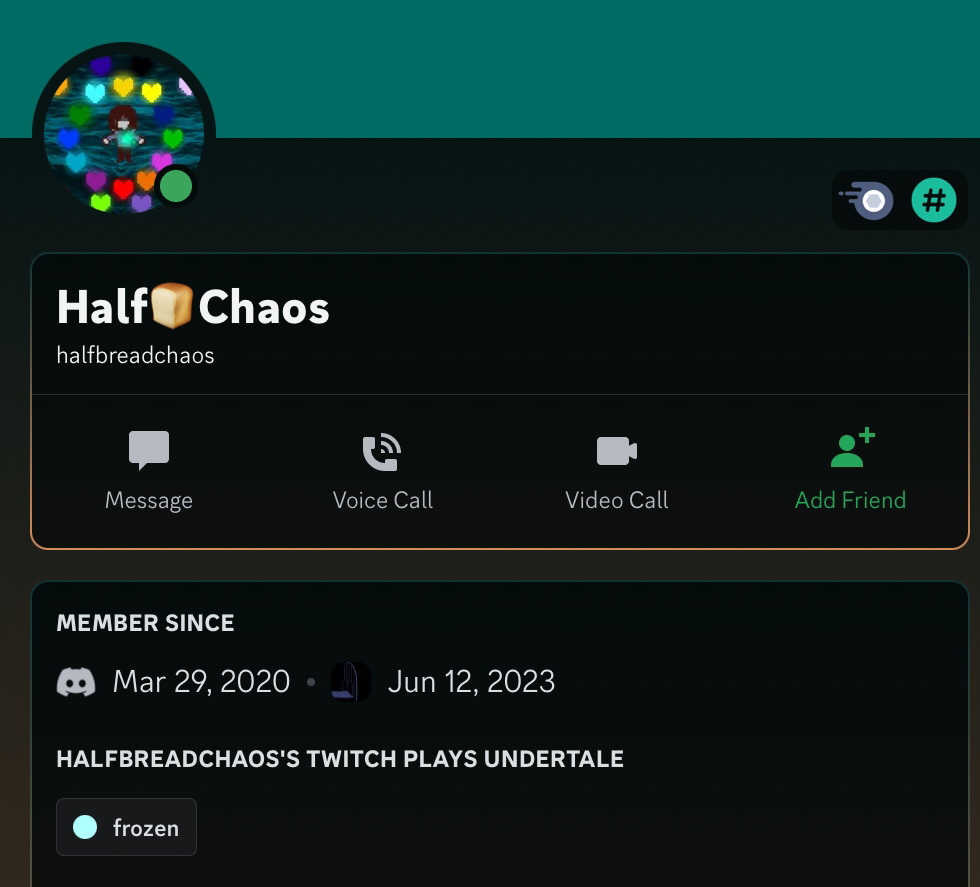 Half🍞Chaos
halfbreadchaos
Message
Voice Call
Video Call
Add Friend
MEMBER SINCE
Mar 29, 2020 • Jun 12, 2023
HALFBREADCHAOS'S TWITCH PLAYS UNDERTALE
frozen